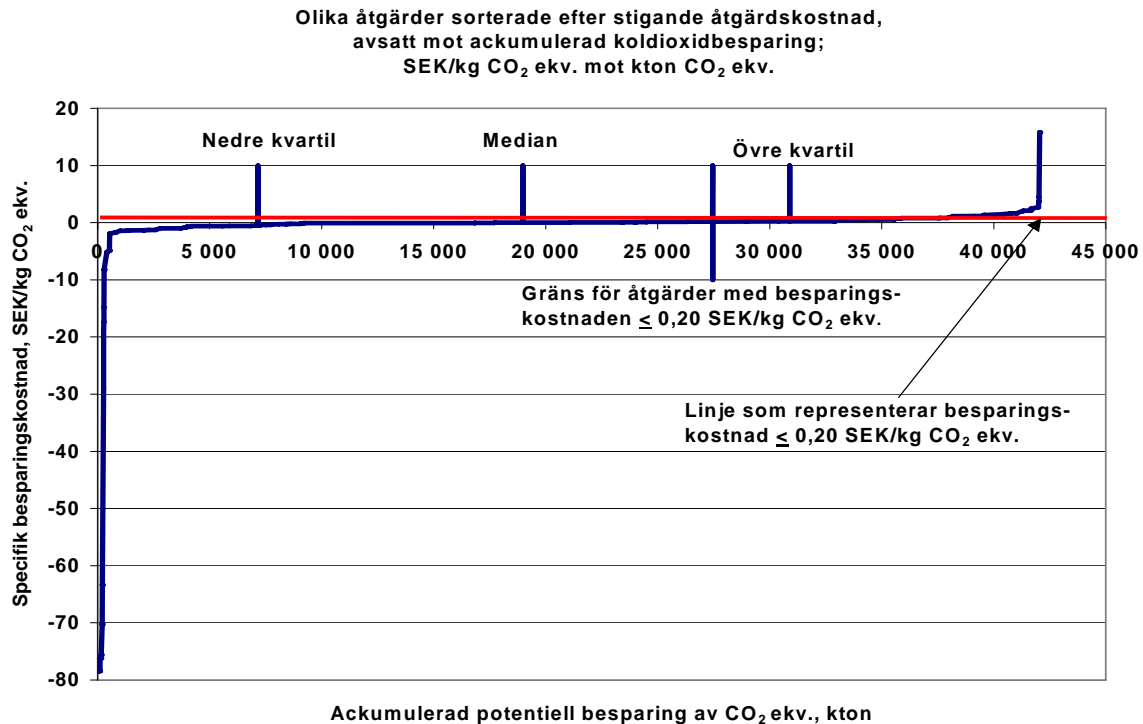 Olika åtgärder sorterade efter stigande åtgärdskostnad,
avsatt mot ackumulerad koldioxidbesparing;
SEK/kg CO₂ ekv. mot kton CO₂ ekv.
Specifik besparingskostnad, SEK/kg CO₂ ekv.
20
10
0
-10
-20
-30
-40
-50
-60
-70
-80
Nedre kvartil
Median
Övre kvartil
0
5 000
10 000
15 000
20 000
25 000
30 000
35 000
40 000
45 000
Gräns för åtgärder med besparings-
kostnaden ≤ 0,20 SEK/kg CO₂ ekv.
Linje som representerar besparings-
kostnad ≤ 0,20 SEK/kg CO₂ ekv.
Ackumulerad potentiell besparing av CO₂ ekv., kton